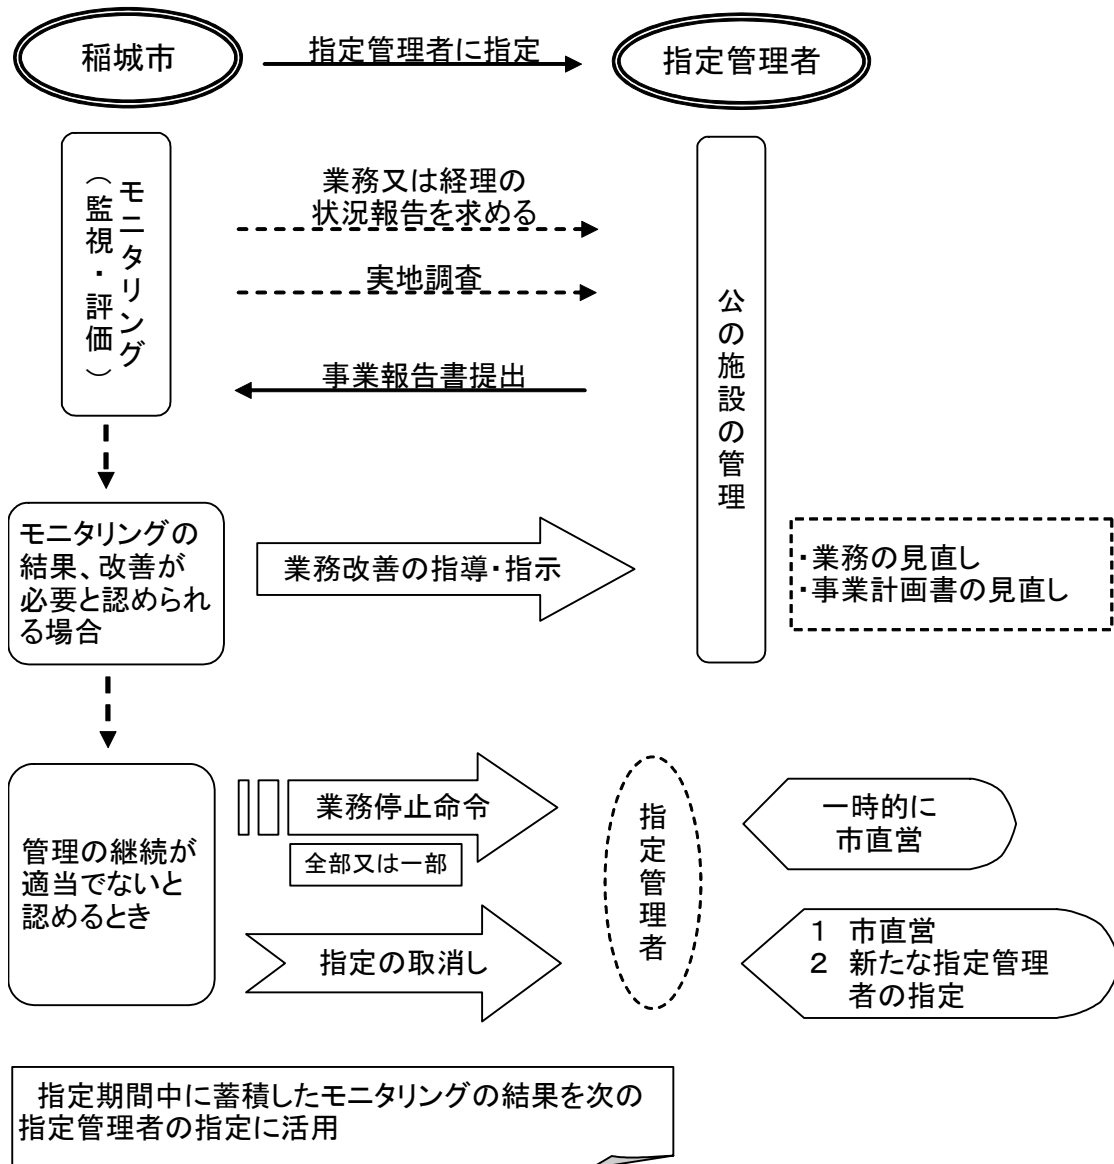 稲城市
指定管理者に指定
指定管理者
モニタリング
（監視・評価）
業務又は経理の
状況報告を求める
実地調査
事業報告書提出
公の施設の管理
モニタリングの
結果、改善が
必要と認められ
る場合
業務改善の指導・指示
・業務の見直し
・事業計画書の見直し
管理の継続が
適当でないと
認めるとき
業務停止命令
全部又は一部
指定の取消し
指定管理者
一時的に
市直営
１　市直営
２　新たな指定管理
者の指定
指定期間中に蓄積したモニタリングの結果を次の
指定管理者の指定に活用